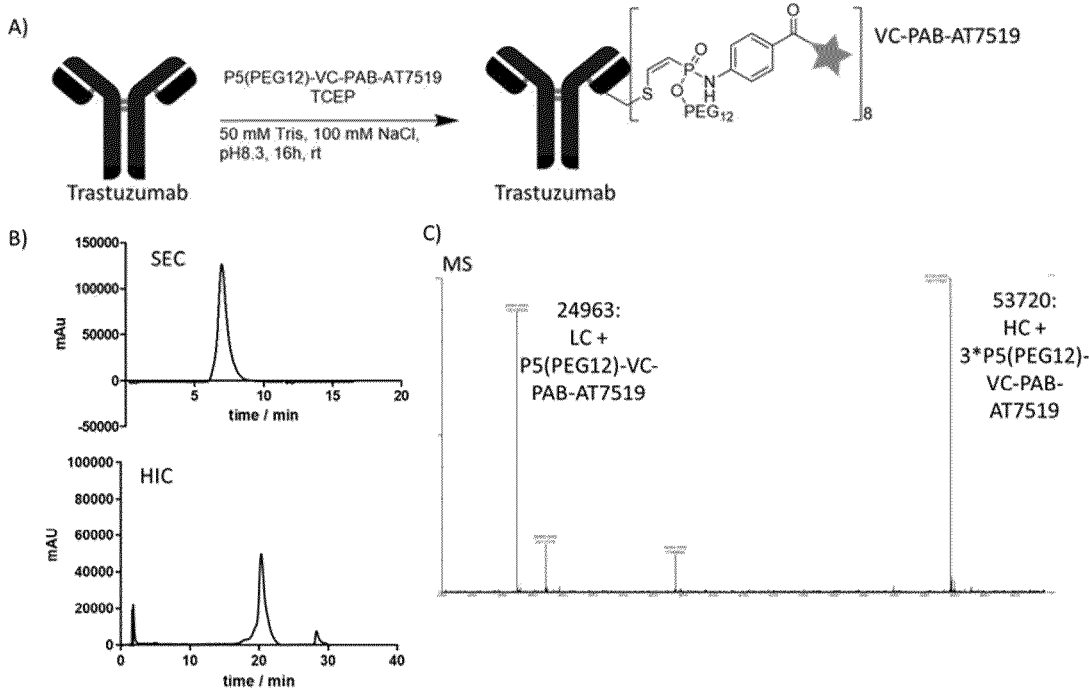 A)
P5(PEG12)-VC-PAB-AT7519
TCEP
50 mM Tris, 100 mM NaCl,
pH8.3, 16h, rt
Trastuzumab
Trastuzumab
S
P
O
O
N
H
PEG12
O
8
VC-PAB-AT7519
B)
SEC
150000
100000
50000
0
-50000
mAu
5
10
15
20
time / min
HIC
100000
80000
60000
40000
20000
0
mAU
0
10
20
30
40
time / min
C)
MS
24963:
LC +
P5(PEG12)-VC-
PAB-AT7519
53720:
HC +
3*P5(PEG12)-
VC-PAB-
AT7519